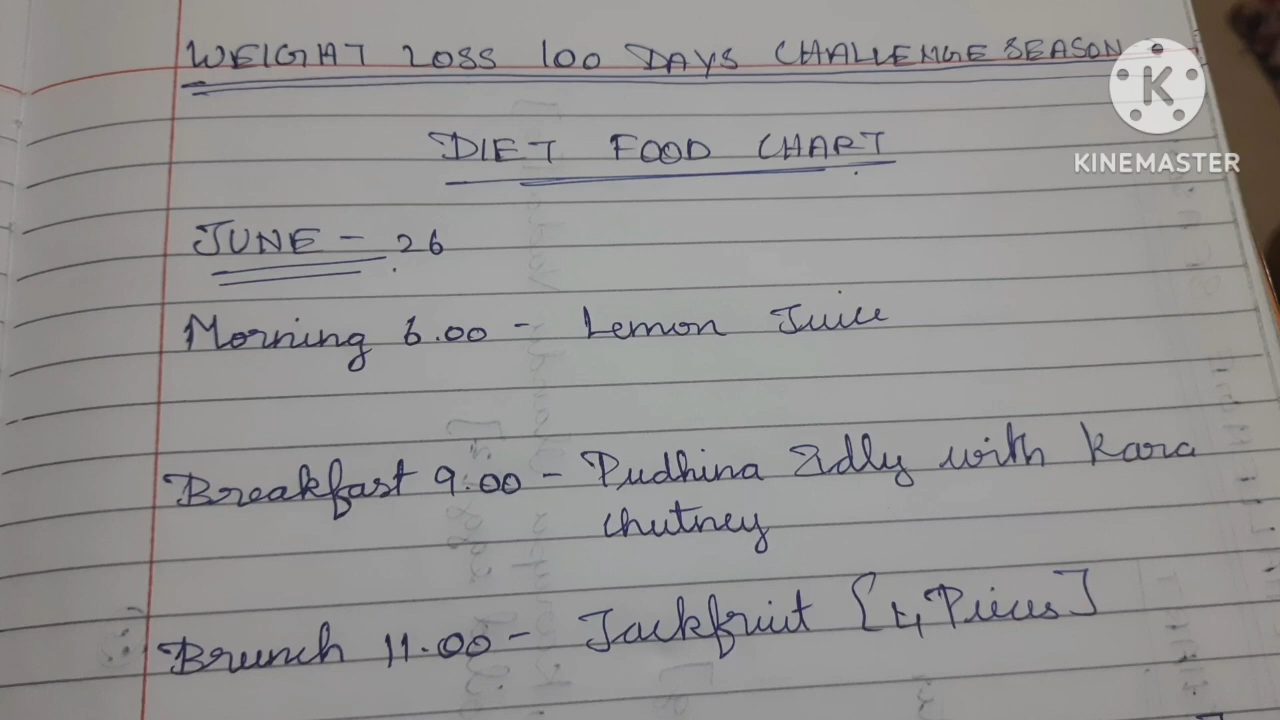 WEIGHT LOSS 100 DAYS CHALLENGE SEASON
K
KINEMASTER
DIET FOOD CHART
JUNE - 26
Morning 6.00 - Lemon Juice
Breakfast 9.00 - Pudhina Idly with Kara
chutney
Brunch 11.00 - Jackfruit [4 Pieces]